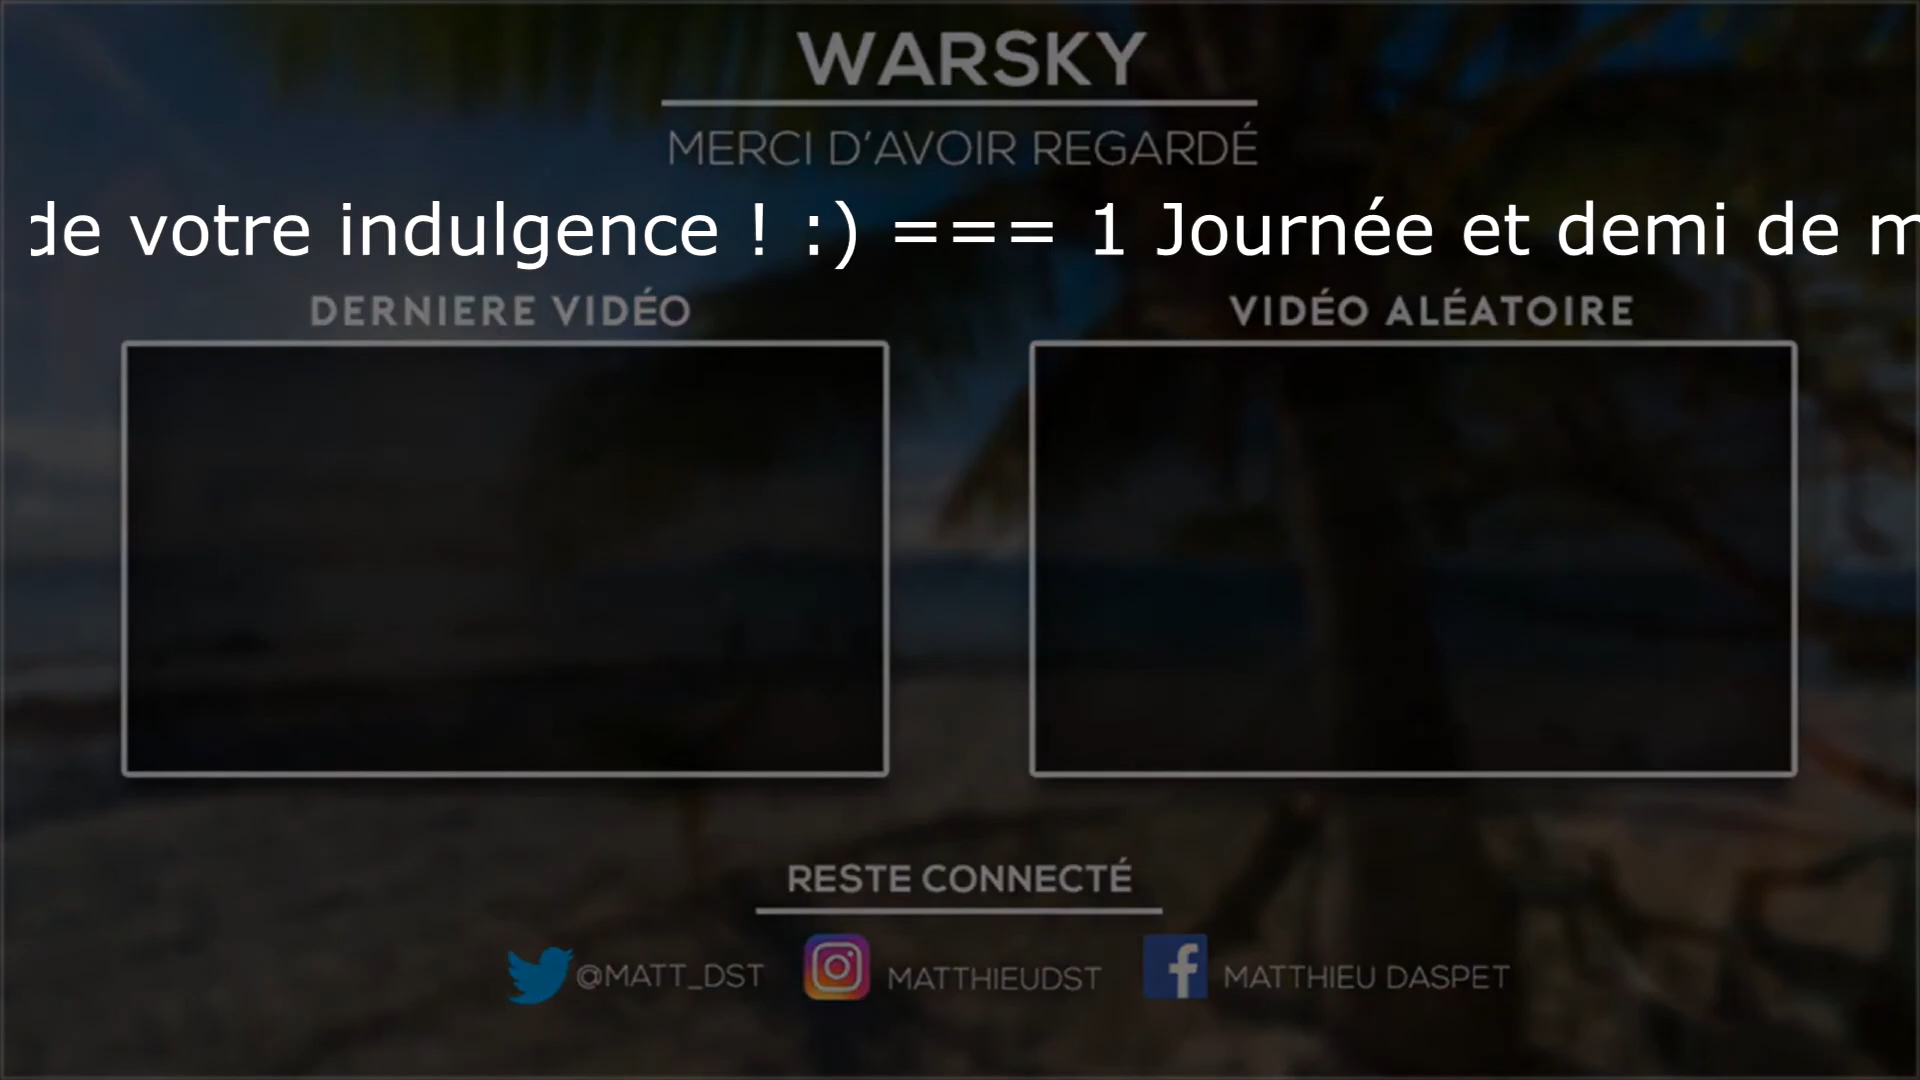 WARSKY
MERCI D'AVOIR REGARDÉ
de votre indulgence ! :) === 1 Journée et demi de
DERNIERE VIDÉO
VIDÉO ALÉATOIRE
RESTE CONNECTÉ
@MATT_DST
MATTHIEUDST
MATTHIEU DASPET